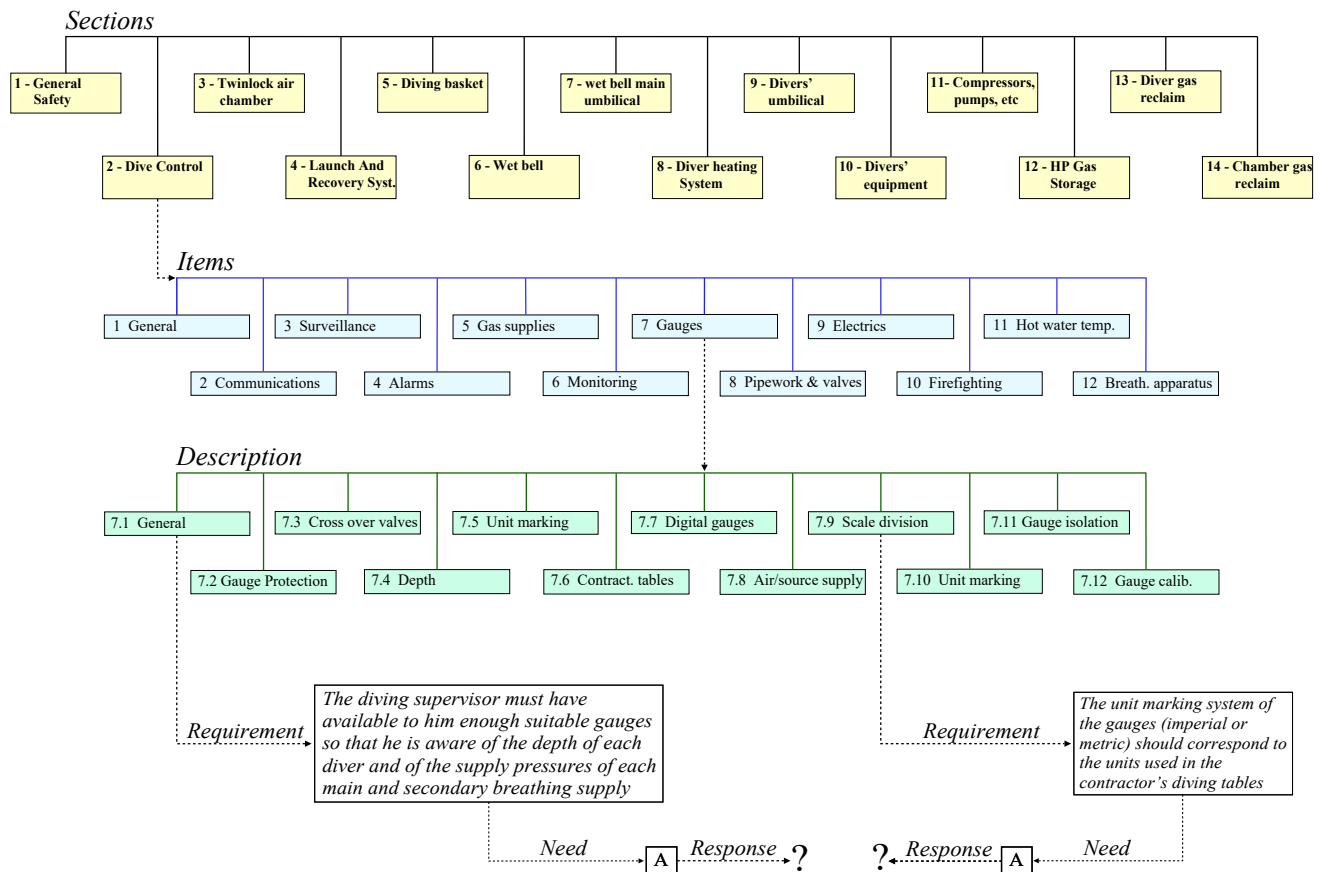 Sections
1 - General
Safety
3 - Twinlock air
chamber
5 - Diving basket
7 - wet bell main
umbilical
9 - Divers'
umbilical
11- Compressors,
pumps, etc
13 - Diver gas
reclaim
2 - Dive Control
4 - Launch And
Recovery Syst.
6 - Wet bell
8 - Diver heating
System
10 - Divers'
equipment
12 - HP Gas
Storage
14 - Chamber gas
reclaim
Items
1 General
3 Surveillance
5 Gas supplies
7 Gauges
9 Electrics
11 Hot water temp.
2 Communications
4 Alarms
6 Monitoring
8 Pipework & valves
10 Firefighting
12 Breath. apparatus
Description
7.1 General
7.3 Cross over valves
7.5 Unit marking
7.7 Digital gauges
7.9 Scale division
7.11 Gauge isolation
7.2 Gauge Protection
7.4 Depth
7.6 Contract. tables
7.8 Air/source supply
7.10 Unit marking
7.12 Gauge calib.
Requirement
The diving supervisor must have
available to him enough suitable gauges
so that he is aware of the depth of each
diver and of the supply pressures of each
main and secondary breathing supply
Requirement
The unit marking system of
the gauges (imperial or
metric) should correspond to
the units used in the
contractor's diving tables
Need
A
Response
?
?
Response
A
Need